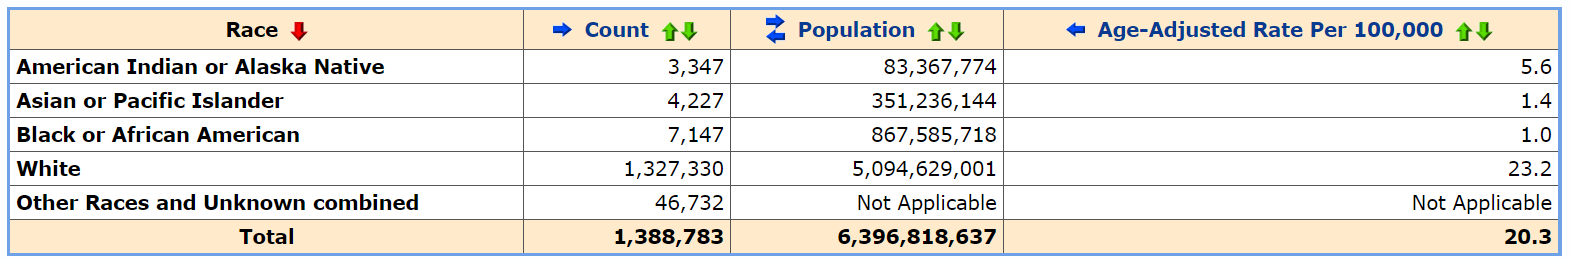 Race Count Population Age-Adjusted Rate Per 100,000
American Indian or Alaska Native 3,347 83,367,774 5.6
Asian or Pacific Islander 4,227 351,236,144 1.4
Black or African American 7,147 867,585,718 1.0
White 1,327,330 5,094,629,001 23.2
Other Races and Unknown combined 46,732 Not Applicable Not Applicable
Total 1,388,783 6,396,818,637 20.3